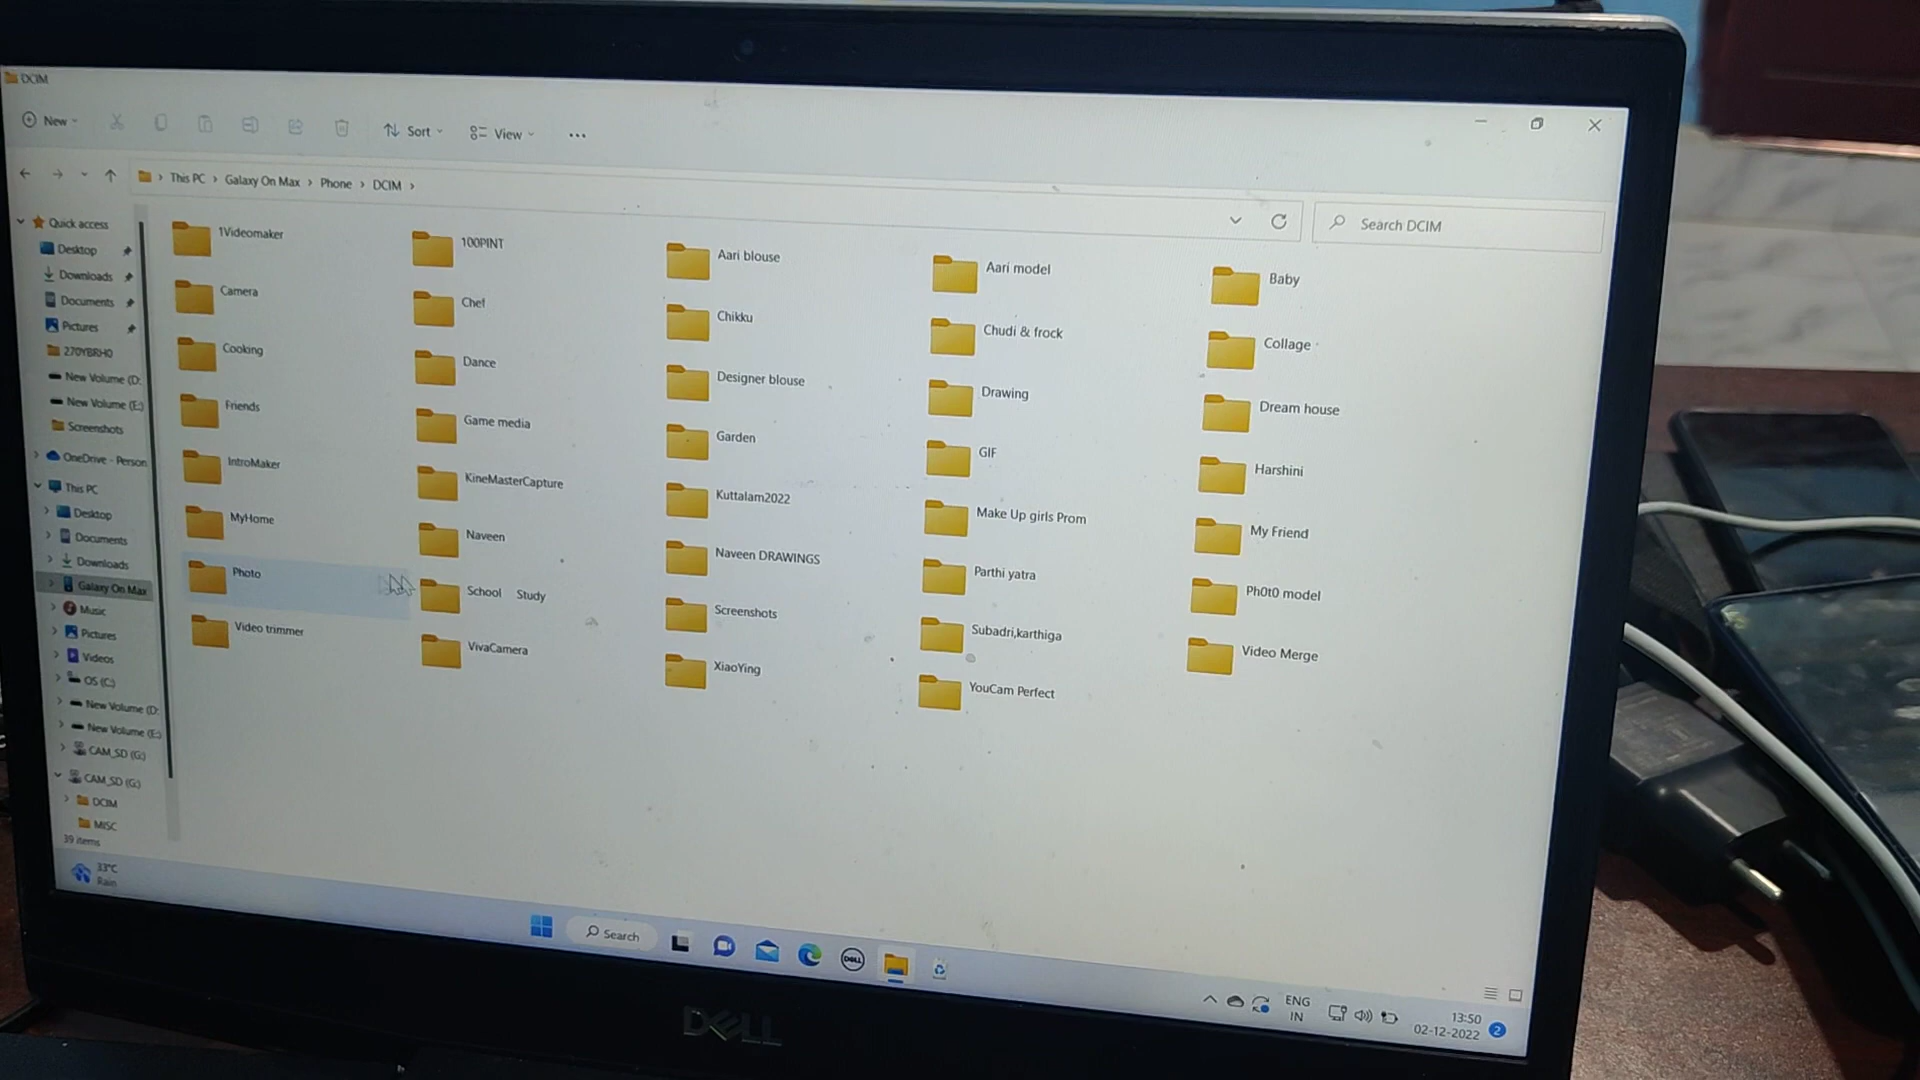 DCIM
New
Sort
View
This PC > Galaxy On Max > Phone > DCIM >
Search DCIM
Quick access
Desktop
Downloads
Documents
Pictures
270YBRH0
New Volume (D:
New Volume (E:)
Screenshots
OneDrive - Person
This PC
Desktop
Documents
Downloads
Galaxy On Max
Music
Pictures
Videos
OS (C:)
New Volume (D:
New Volume (E:)
CAM_SD (G:)
CAM_SD (G:)
DCIM
MISC
39 items
1Videomaker
100PINT
Aari blouse
Aari model
Baby
Camera
Chef
Chikku
Chudi & frock
Collage
Cooking
Dance
Designer blouse
Drawing
Dream house
Friends
Game media
Garden
GIF
Harshini
IntroMaker
KineMasterCapture
Kuttalam2022
Make Up girls Prom
My Friend
MyHome
Naveen
Naveen DRAWINGS
Parthi yatra
Ph0t0 model
Photo
School Study
Screenshots
Subadri,karthiga
Video Merge
Video trimmer
VivaCamera
XiaoYing
YouCam Perfect
33°C
Rain
Search
DELL
ENG
IN
13:50
02-12-2022
2
DELL